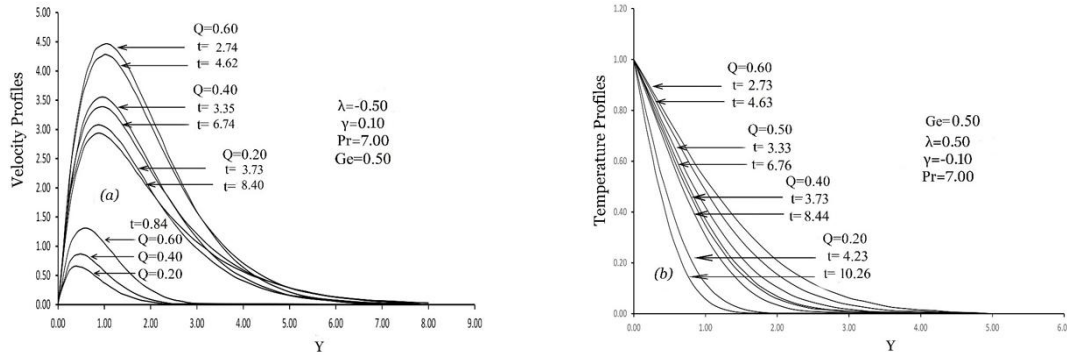 5.00
4.50
4.00
3.50
3.00
2.50
2.00
1.50
1.00
0.50
0.00
Velocity Profiles
0.00 1.00 2.00 3.00 4.00 5.00 6.00 7.00 8.00 9.00
Y
Q=0.60
t= 2.74
t= 4.62
Q=0.40
t= 3.35
t= 6.74
Q=0.20
t= 3.73
t= 8.40
(a)
t=0.84
Q=0.60
Q=0.40
Q=0.20
λ=-0.50
γ=0.10
Pr=7.00
Ge=0.50
1.20
1.00
0.80
0.60
0.40
0.20
0.00
Temperature Profiles
0.00 1.00 2.00 3.00 4.00 5.00 6.0
Y
Q=0.60
t= 2.73
t= 4.63
Q=0.50
t= 3.33
t= 6.76
Q=0.40
t= 3.73
t= 8.44
Q=0.20
t= 4.23
t= 10.26
(b)
Ge=0.50
λ=0.50
γ=-0.10
Pr=7.00